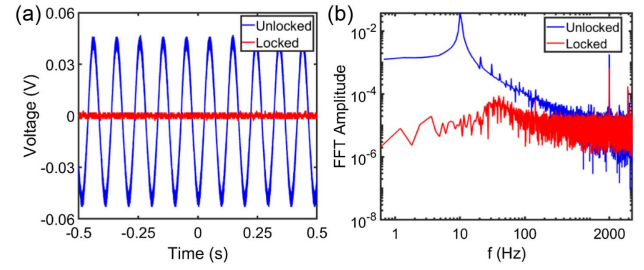 (a)
0.06
0.03
0
-0.03
-0.06
Voltage (V)
Unlocked
Locked
-0.5
-0.25
0
0.25
0.5
Time (s)
(b)
10-2
10-4
10-6
10-8
FFT Amplitude
Unlocked
Locked
1
10
100
2000
f (Hz)